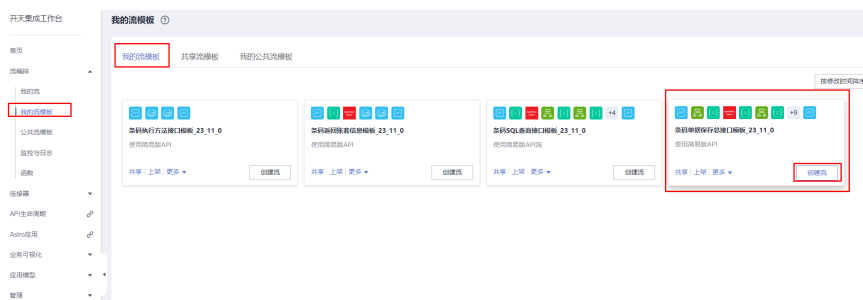 开天集成工作台
首页
流编排
我的流
我的流模板
公共流模板
监控与日志
函数
连接器
API生命周期
Astro应用
业务可视化
应用模型
管理
我的流模板
我的流模板 共享流模板 我的公共流模板
按修改时间排序
条码执行方法接口模板_23_11_0
使用简易版API
共享 上架 更多 创建流
条码返回账套信息模板_23_11_0
使用简易版API
共享 上架 更多 创建流
+4
条码SQL查询接口模板_23_11_0
使用简易版API流
共享 上架 更多 创建流
+9
条码单据保存总接口模板_23_11_0
使用简易版API
共享 上架 更多 创建流